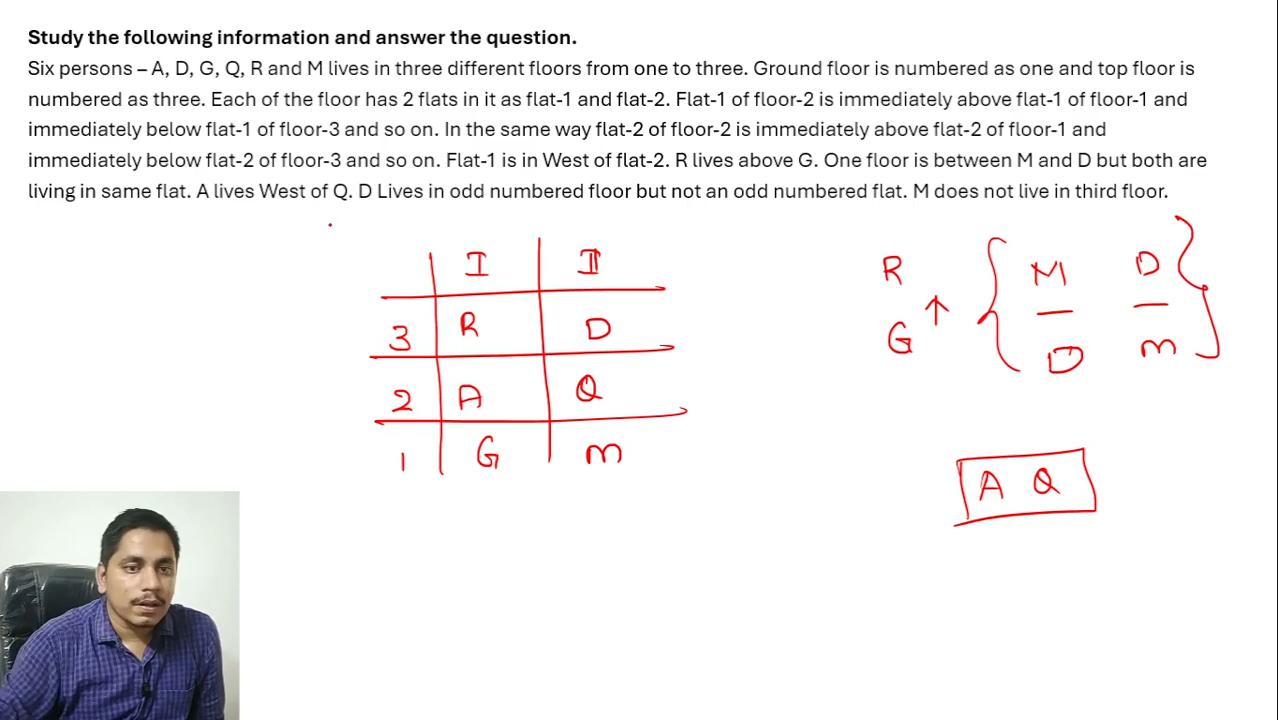 Study the following information and answer the question.
Six persons – A, D, G, Q, R and M lives in three different floors from one to three. Ground floor is numbered as one and top floor is
numbered as three. Each of the floor has 2 flats in it as flat-1 and flat-2. Flat-1 of floor-2 is immediately above flat-1 of floor-1 and
immediately below flat-1 of floor-3 and so on. In the same way flat-2 of floor-2 is immediately above flat-2 of floor-1 and
immediately below flat-2 of floor-3 and so on. Flat-1 is in West of flat-2. R lives above G. One floor is between M and D but both are
living in same flat. A lives West of Q. D Lives in odd numbered floor but not an odd numbered flat. M does not live in third floor.
I II
3 R D
2 A Q
1 G m
R M D
G ↑ D m
A Q